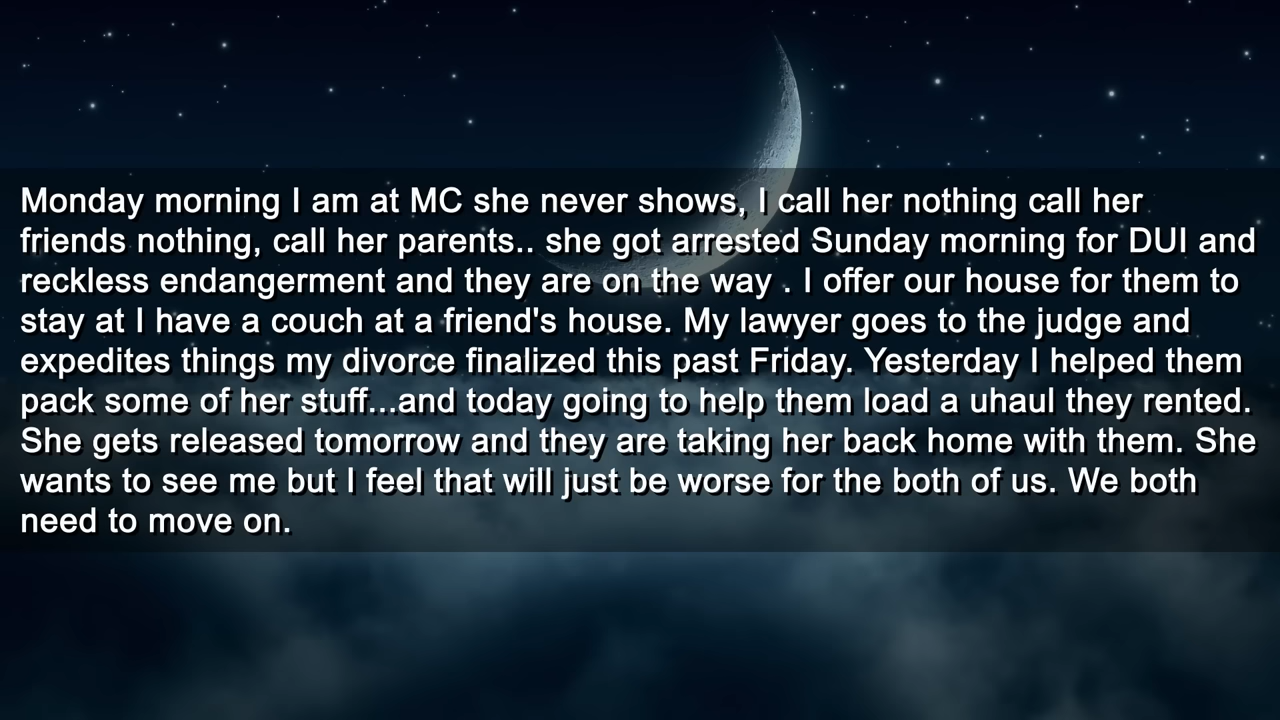 Monday morning I am at MC she never shows, I call her nothing call her
friends nothing, call her parents.. she got arrested Sunday morning for DUI and
reckless endangerment and they are on the way . I offer our house for them to
stay at I have a couch at a friend's house. My lawyer goes to the judge and
expedites things my divorce finalized this past Friday. Yesterday I helped them
pack some of her stuff...and today going to help them load a uhaul they rented.
She gets released tomorrow and they are taking her back home with them. She
wants to see me but I feel that will just be worse for the both of us. We both
need to move on.